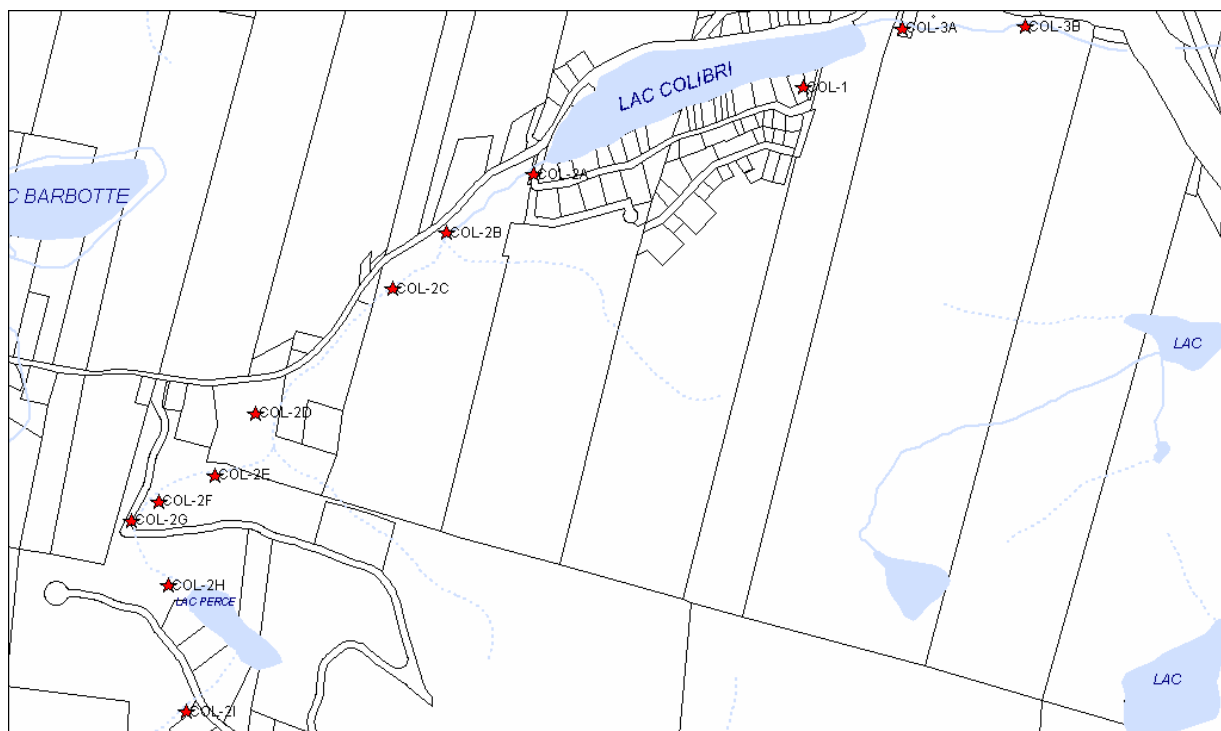 COL-3A
COL-3B
LAC COLIBRI
COL-1
COL-2A
C BARBOTTE
COL-2B
COL-2C
LAC
COL-2D
COL-2E
COL-2F
COL-2G
COL-2H
LAC PERCE
LAC
COL-2I